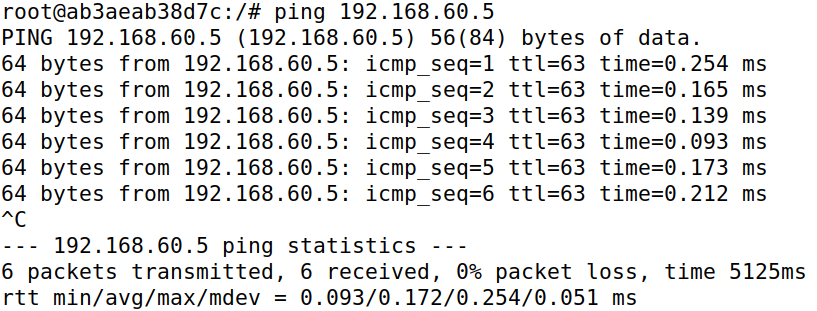 root@ab3aeab38d7c:/# ping 192.168.60.5
PING 192.168.60.5 (192.168.60.5) 56(84) bytes of data.
64 bytes from 192.168.60.5: icmp_seq=1 ttl=63 time=0.254 ms
64 bytes from 192.168.60.5: icmp_seq=2 ttl=63 time=0.165 ms
64 bytes from 192.168.60.5: icmp_seq=3 ttl=63 time=0.139 ms
64 bytes from 192.168.60.5: icmp_seq=4 ttl=63 time=0.093 ms
64 bytes from 192.168.60.5: icmp_seq=5 ttl=63 time=0.173 ms
64 bytes from 192.168.60.5: icmp_seq=6 ttl=63 time=0.212 ms
^C
--- 192.168.60.5 ping statistics ---
6 packets transmitted, 6 received, 0% packet loss, time 5125ms
rtt min/avg/max/mdev = 0.093/0.172/0.254/0.051 ms